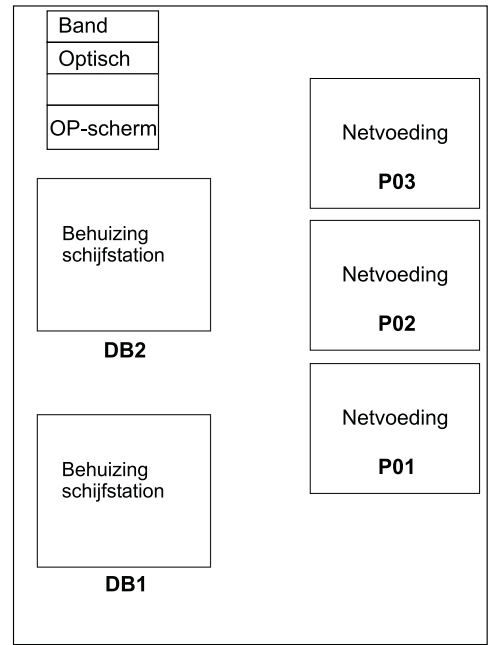 Band
Optisch
OP-scherm
Netvoeding
P03
Behuizing
schijfstation
DB2
Netvoeding
P02
Netvoeding
P01
Behuizing
schijfstation
DB1